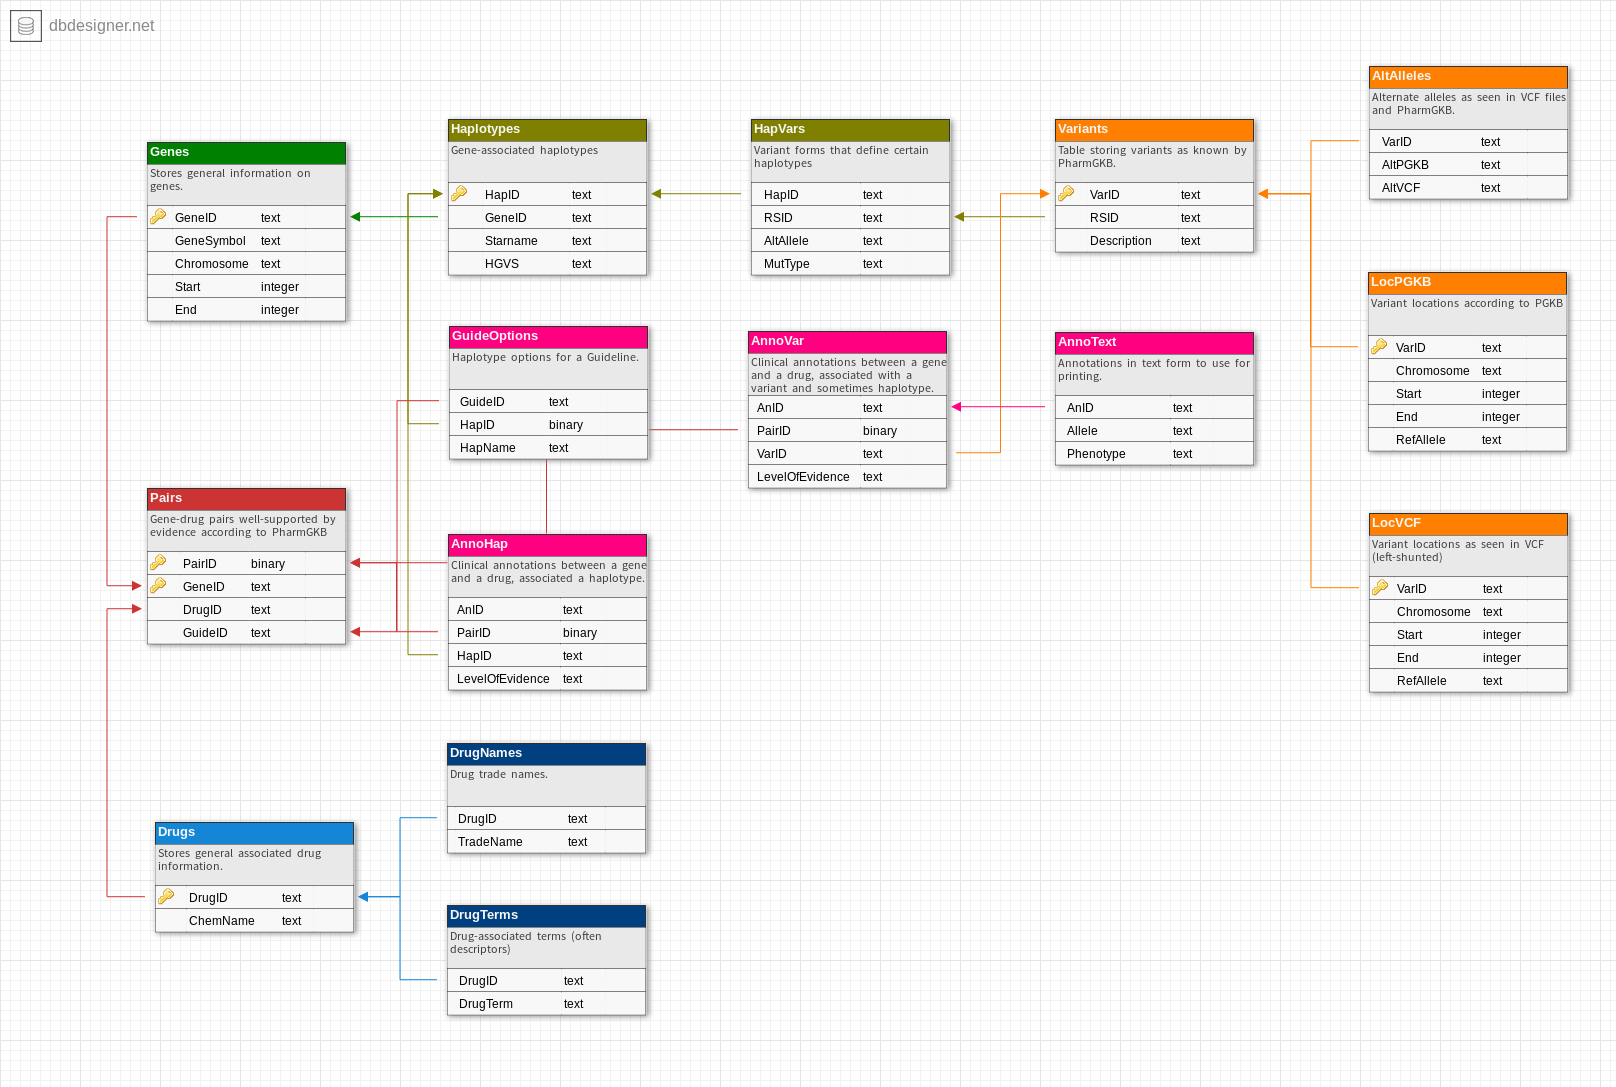 dbdesigner.net
Genes
Stores general information on
genes.
GeneID text
GeneSymbol text
Chromosome text
Start integer
End integer
Haplotypes
Gene-associated haplotypes
HapID text
GeneID text
Starname text
HGVS text
HapVars
Variant forms that define certain
haplotypes
HapID text
RSID text
AltAllele text
MutType text
Variants
Table storing variants as known by
PharmGKB.
VarID text
RSID text
Description text
AltAlleles
Alternate alleles as seen in VCF files
and PharmGKB.
VarID text
AltPGKB text
AltVCF text
LocPGKB
Variant locations according to PGKB
VarID text
Chromosome text
Start integer
End integer
RefAllele text
GuideOptions
Haplotype options for a Guideline.
GuideID text
HapID binary
HapName text
AnnoVar
Clinical annotations between a gene
and a drug, associated with a
variant and sometimes haplotype.
AnID text
PairID binary
VarID text
LevelOfEvidence text
AnnoText
Annotations in text form to use for
printing.
AnID text
Allele text
Phenotype text
Pairs
Gene-drug pairs well-supported by
evidence according to PharmGKB
PairID binary
GeneID text
DrugID text
GuideID text
AnnoHap
Clinical annotations between a gene
and a drug, associated a haplotype.
AnID text
PairID binary
HapID text
LevelOfEvidence text
LocVCF
Variant locations as seen in VCF
(left-shunted)
VarID text
Chromosome text
Start integer
End integer
RefAllele text
DrugNames
Drug trade names.
DrugID text
TradeName text
Drugs
Stores general associated drug
information.
DrugID text
ChemName text
DrugTerms
Drug-associated terms (often
descriptors)
DrugID text
DrugTerm text